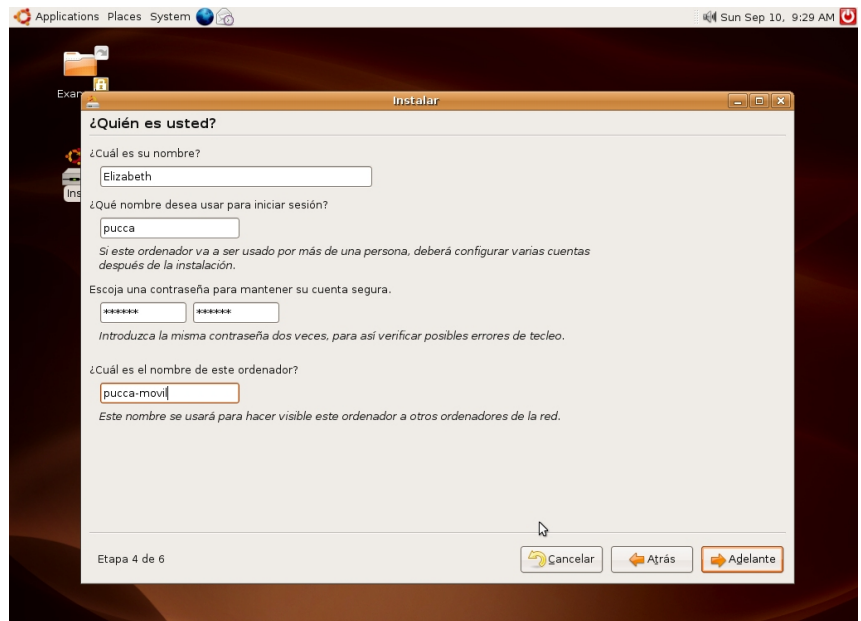 Applications Places System
Sun Sep 10, 9:29 AM
Exam
Ins
Instalar
¿Quién es usted?
¿Cuál es su nombre?
Elizabeth
¿Qué nombre desea usar para iniciar sesión?
pucca
Si este ordenador va a ser usado por más de una persona, deberá configurar varias cuentas
después de la instalación.
Escoja una contraseña para mantener su cuenta segura.
****** ******
Introduzca la misma contraseña dos veces, para así verificar posibles errores de tecleo.
¿Cuál es el nombre de este ordenador?
pucca-movil
Este nombre se usará para hacer visible este ordenador a otros ordenadores de la red.
Etapa 4 de 6
Cancelar
Atrás
Adelante